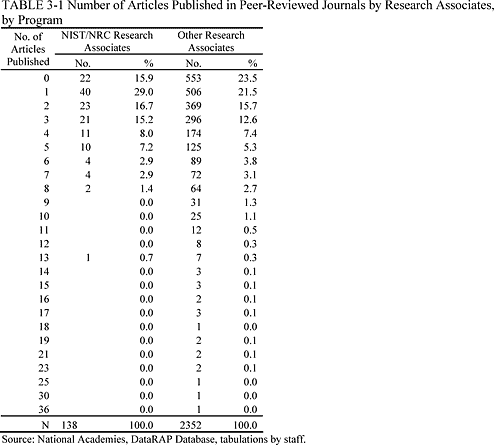 TABLE 3-1 Number of Articles Published in Peer-Reviewed Journals by Research Associates,
by Program
No. of Articles Published NIST/NRC Research Associates Other Research Associates
No. % No. %
0 22 15.9 553 23.5
1 40 29.0 506 21.5
2 23 16.7 369 15.7
3 21 15.2 296 12.6
4 11 8.0 174 7.4
5 10 7.2 125 5.3
6 4 2.9 89 3.8
7 4 2.9 72 3.1
8 2 1.4 64 2.7
9 0.0 31 1.3
10 0.0 25 1.1
11 0.0 12 0.5
12 0.0 8 0.3
13 1 0.7 7 0.3
14 0.0 3 0.1
15 0.0 3 0.1
16 0.0 2 0.1
17 0.0 3 0.1
18 0.0 1 0.0
19 0.0 2 0.1
21 0.0 2 0.1
23 0.0 2 0.1
25 0.0 1 0.0
30 0.0 1 0.0
36 0.0 1 0.0
N 138 100.0 2352 100.0
Source: National Academies, DataRAP Database, tabulations by staff.